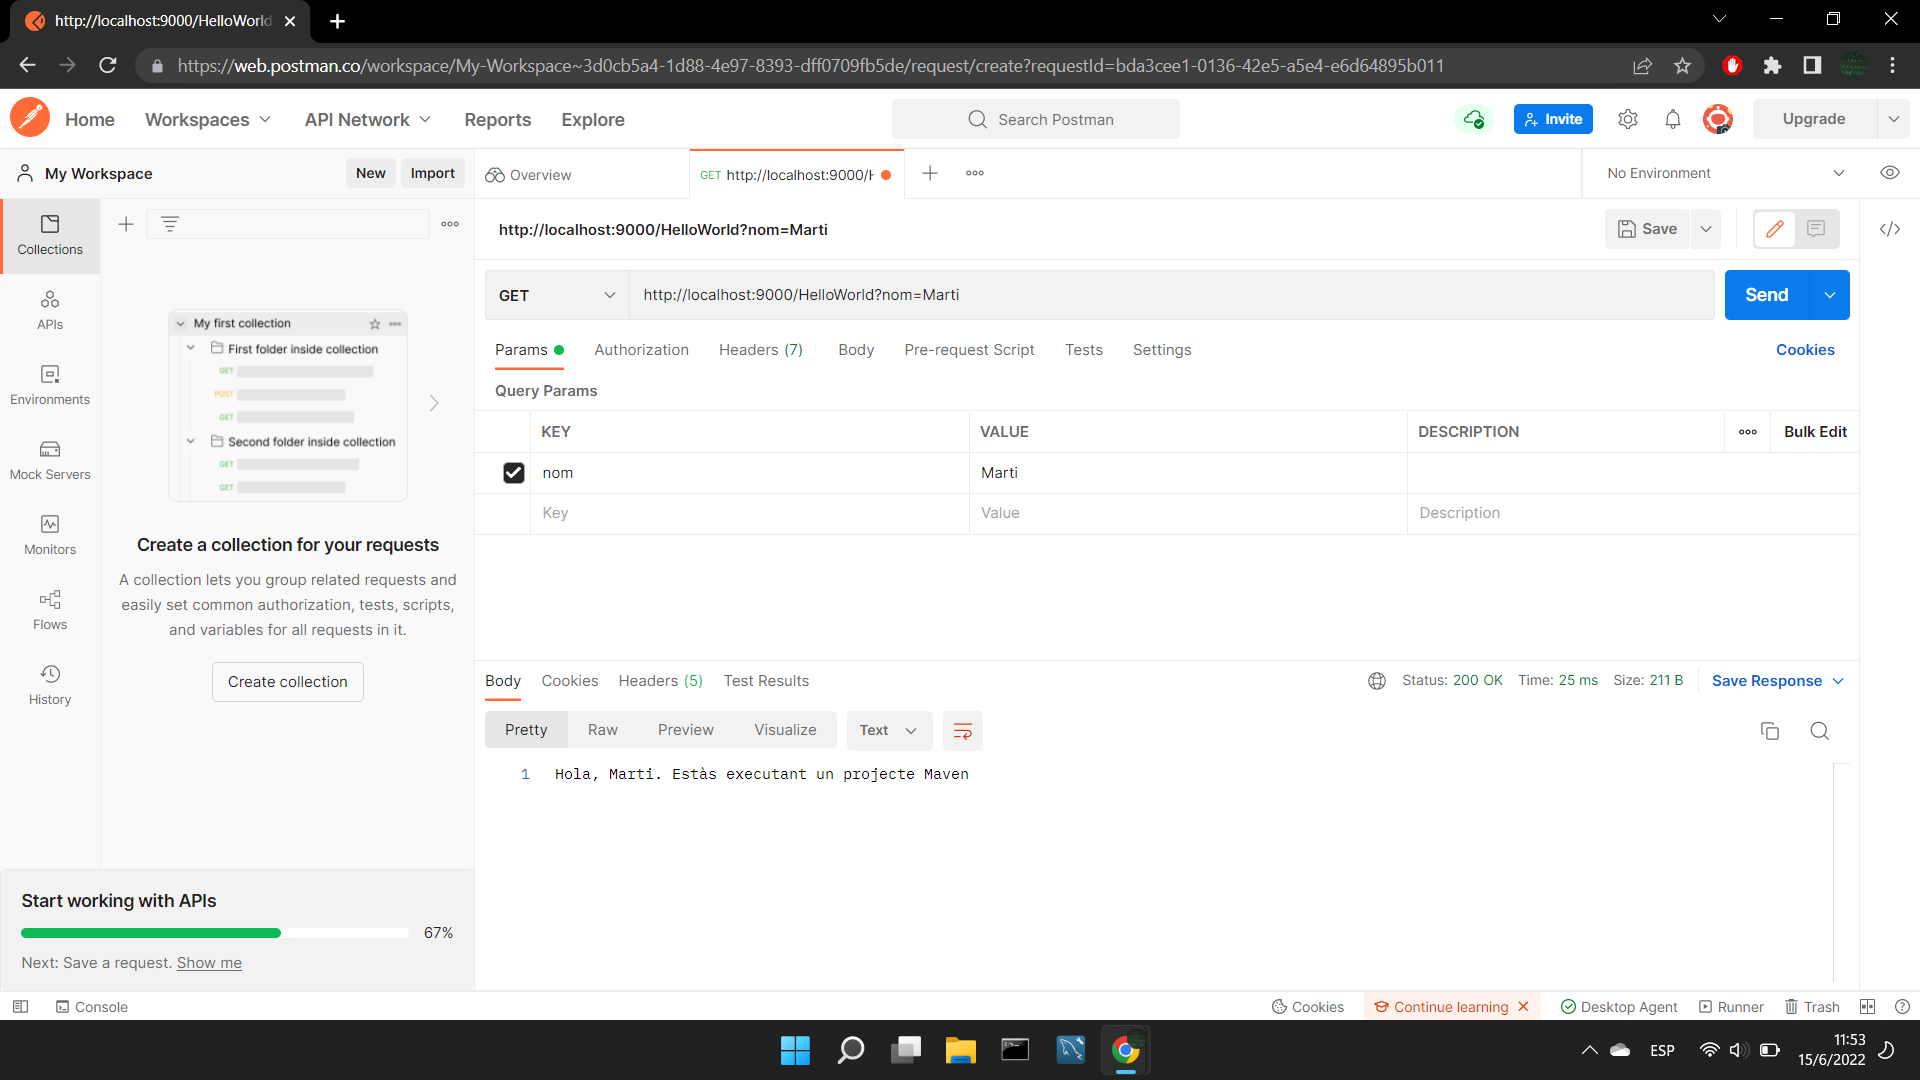 http://localhost:9000/HelloWorld
https://web.postman.co/workspace/My-Workspace~3d0cb5a4-1d88-4e97-8393-dff0709fb5de/request/create?requestId=bda3cee1-0136-42e5-a5e4-e6d64895b011
Home Workspaces API Network Reports Explore Search Postman Invite Upgrade
My Workspace New Import Overview GET http://localhost:9000/H No Environment
Collections
APIs
Environments
Mock Servers
Monitors
Flows
History
My first collection
First folder inside collection
GET
POST
GET
Second folder inside collection
GET
GET
Create a collection for your requests
A collection lets you group related requests and
easily set common authorization, tests, scripts,
and variables for all requests in it.
Create collection
Start working with APIs
67%
Next: Save a request. Show me
http://localhost:9000/HelloWorld?nom=Marti Save
GET http://localhost:9000/HelloWorld?nom=Marti Send
Params Authorization Headers (7) Body Pre-request Script Tests Settings Cookies
Query Params
KEY VALUE DESCRIPTION Bulk Edit
nom Marti
Key Value Description
Body Cookies Headers (5) Test Results Status: 200 OK Time: 25 ms Size: 211 B Save Response
Pretty Raw Preview Visualize Text
1 Hola, Marti. Estàs executant un projecte Maven
Console Cookies Continue learning Desktop Agent Runner Trash
ESP 11:53
15/6/2022